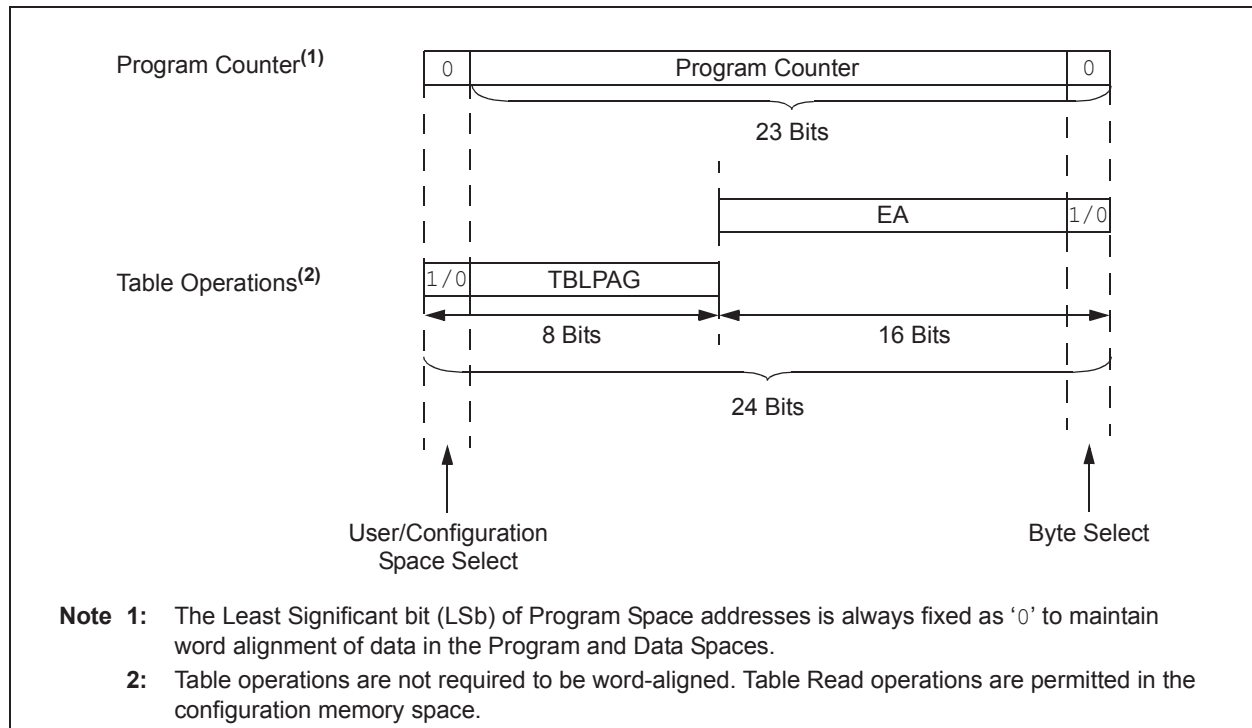 Program Counter(1)
0
Program Counter
0
23 Bits
EA
1/0
Table Operations(2)
1/0
TBLPAG
8 Bits
16 Bits
24 Bits
User/Configuration
Space Select
Byte Select
Note 1: The Least Significant bit (LSb) of Program Space addresses is always fixed as ‘0’ to maintain
word alignment of data in the Program and Data Spaces.
2: Table operations are not required to be word-aligned. Table Read operations are permitted in the
configuration memory space.